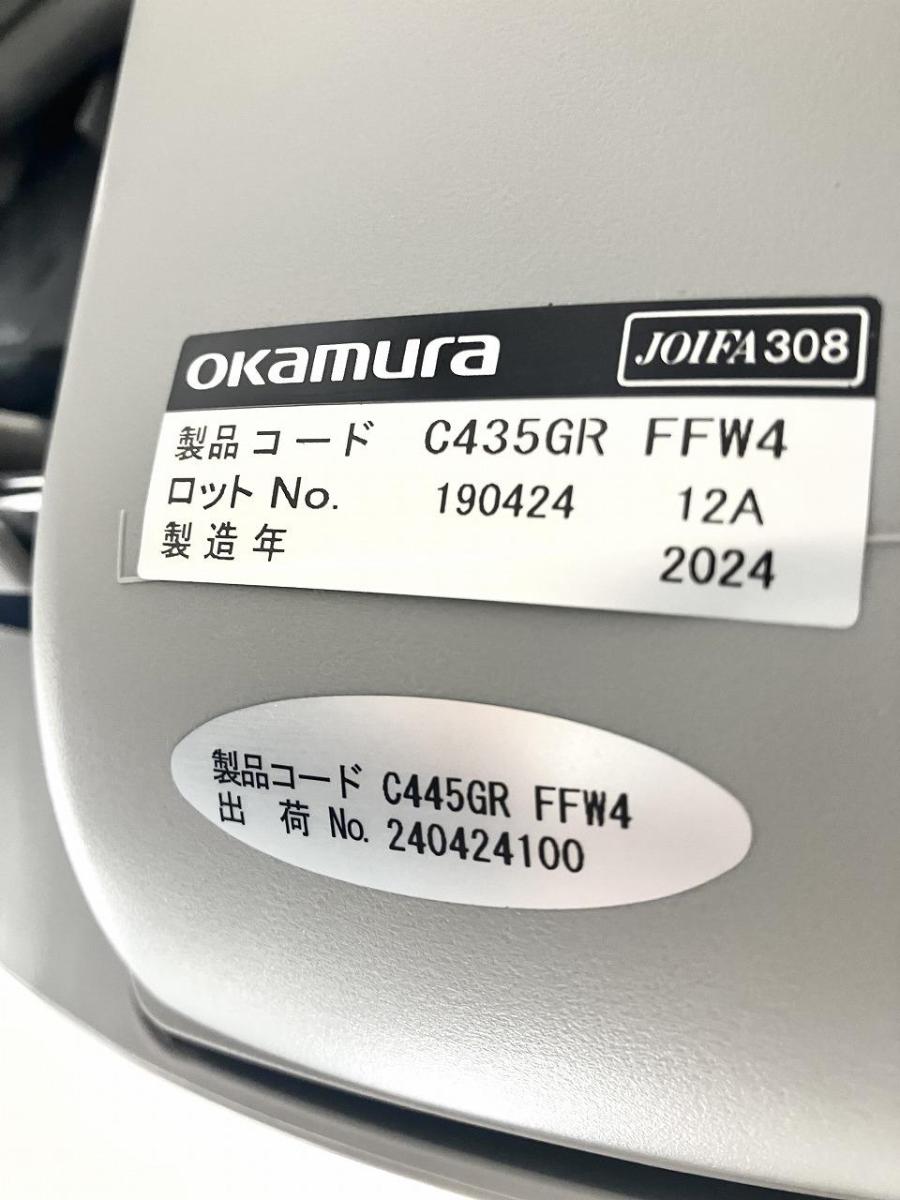 okamura JOIFA308
製品コード C435GR FFW4
ロット No. 190424 12A
製造年 2024
製品コード C445GR FFW4
出荷 No. 240424100